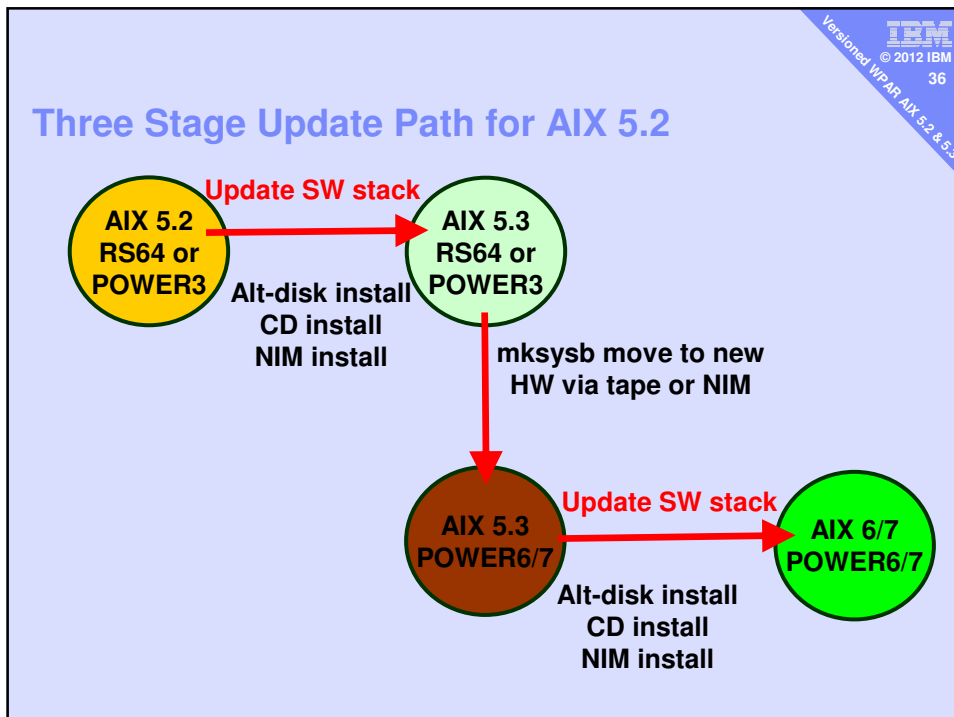 IBM
© 2012 IBM
36
Versioned WPAR AIX 5.2 & 5.3
Three Stage Update Path for AIX 5.2
AIX 5.2
RS64 or
POWER3
Update SW stack
Alt-disk install
CD install
NIM install
AIX 5.3
RS64 or
POWER3
mksysb move to new
HW via tape or NIM
AIX 5.3
POWER6/7
Update SW stack
Alt-disk install
CD install
NIM install
AIX 6/7
POWER6/7